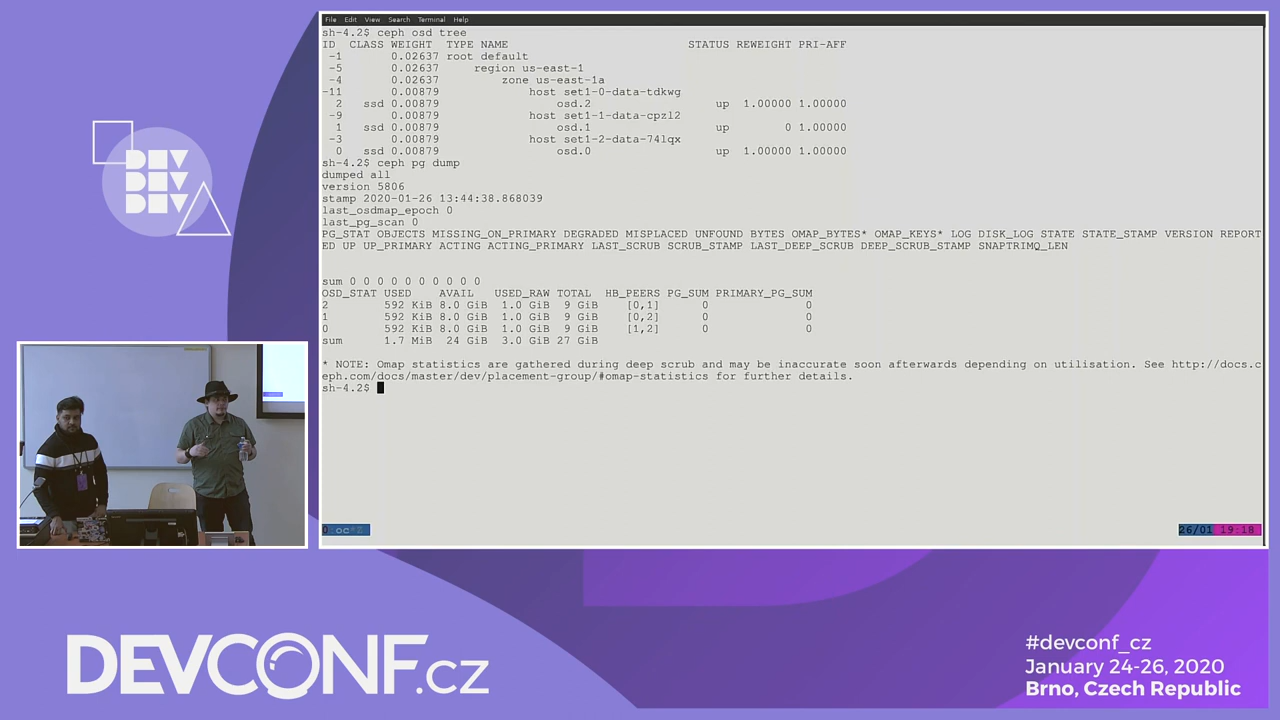 File Edit View Search Terminal Help
sh-4.2$ ceph osd tree
ID CLASS WEIGHT TYPE NAME STATUS REWEIGHT PRI-AFF
-1 0.02637 root default
-5 0.02637 region us-east-1
-4 0.02637 zone us-east-1a
-11 0.00879 host set1-0-data-tdkwg
2 ssd 0.00879 osd.2 up 1.00000 1.00000
-9 0.00879 host set1-1-data-cpzl2
1 ssd 0.00879 osd.1 up 0 1.00000
-3 0.00879 host set1-2-data-74lqx
0 ssd 0.00879 osd.0 up 1.00000 1.00000
sh-4.2$ ceph pg dump
dumped all
version 5806
stamp 2020-01-26 13:44:38.868039
last_osdmap_epoch 0
last_pg_scan 0
PG_STAT OBJECTS MISSING_ON_PRIMARY DEGRADED MISPLACED UNFOUND BYTES OMAP_BYTES* OMAP_KEYS* LOG DISK_LOG STATE STATE_STAMP VERSION REPORT
ED UP UP_PRIMARY ACTING ACTING_PRIMARY LAST_SCRUB SCRUB_STAMP LAST_DEEP_SCRUB DEEP_SCRUB_STAMP SNAPTRIMQ_LEN
sum 0 0 0 0 0 0 0 0 0 0
OSD_STAT USED AVAIL USED_RAW TOTAL HB_PEERS PG_SUM PRIMARY_PG_SUM
2 592 KiB 8.0 GiB 1.0 GiB 9 GiB [0,1] 0 0
1 592 KiB 8.0 GiB 1.0 GiB 9 GiB [0,2] 0 0
0 592 KiB 8.0 GiB 1.0 GiB 9 GiB [1,2] 0 0
sum 1.7 MiB 24 GiB 3.0 GiB 27 GiB
* NOTE: Omap statistics are gathered during deep scrub and may be inaccurate soon afterwards depending on utilisation. See http://docs.c
eph.com/docs/master/dev/placement-group/#omap-statistics for further details.
sh-4.2$
26/01 19:18
DEV
DEV
DEV
DEVCONF.cz
#devconf_cz
January 24-26, 2020
Brno, Czech Republic